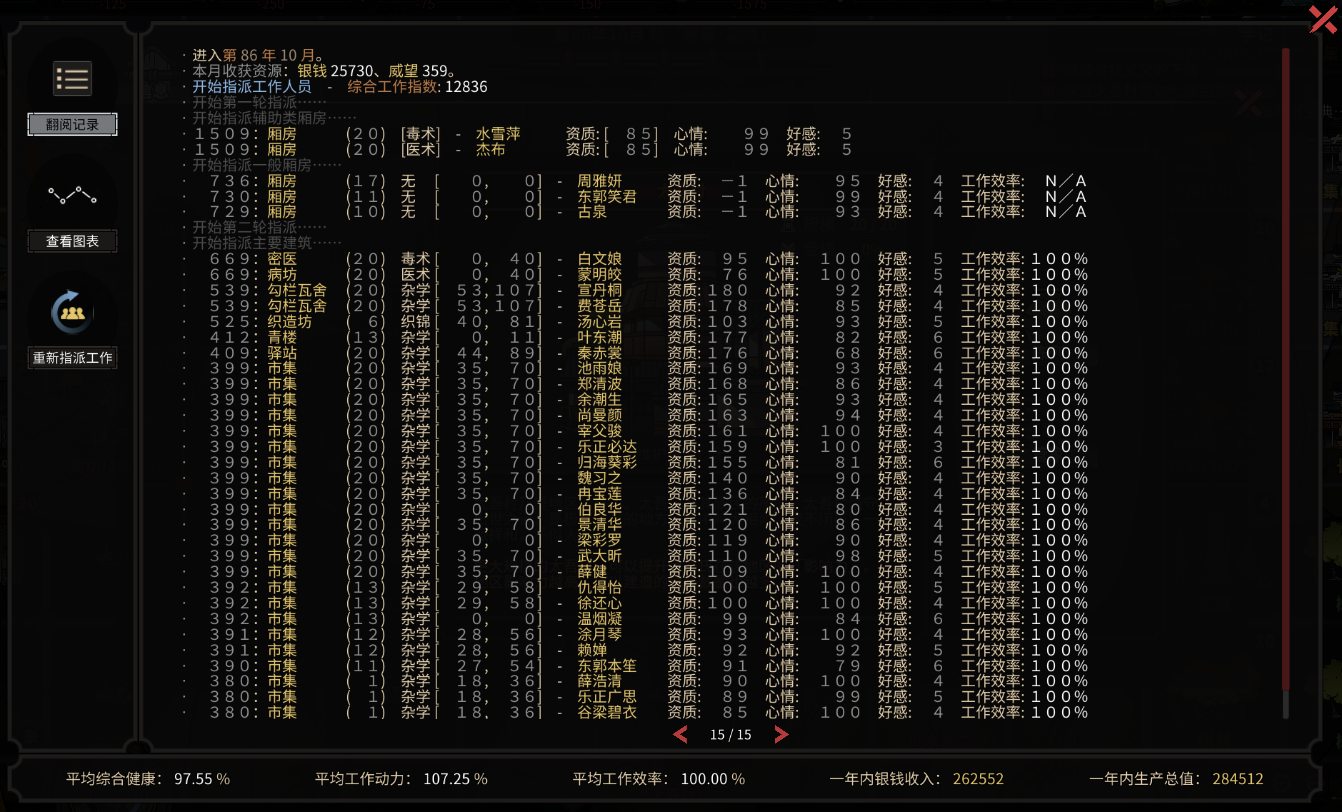 翻阅记录
查看图表
重新指派工作
· 进入第 86 年 10 月。
· 本月收获资源：银钱 25730、威望 359。
· 开始指派工作人员 - 综合工作指数: 12836
· 开始第一轮指派……
· 开始指派辅助类厢房……
· 1509: 厢房 (20) [毒术] - 水雪萍 资质:[ 85] 心情: 99 好感: 5
· 1509: 厢房 (20) [医术] - 杰布 资质:[ 85] 心情: 99 好感: 5
· 开始指派一般厢房……
· 736: 厢房 (17) 无 [ 0, 0] - 周雅妍 资质: －1 心情: 95 好感: 4 工作效率: N／A
· 730: 厢房 (11) 无 [ 0, 0] - 东郭笑君 资质: －1 心情: 99 好感: 4 工作效率: N／A
· 729: 厢房 (10) 无 [ 0, 0] - 古泉 资质: －1 心情: 93 好感: 4 工作效率: N／A
· 开始第二轮指派……
· 开始指派主要建筑……
· 669: 密医 (20) 毒术[ 0, 40] - 白文娘 资质: 95 心情: 100 好感: 5 工作效率:100%
· 669: 病坊 (20) 医术[ 0, 40] - 蒙明皎 资质: 76 心情: 100 好感: 5 工作效率:100%
· 539: 勾栏瓦舍 (20) 杂学[ 53,107] - 宣丹桐 资质:180 心情: 92 好感: 4 工作效率:100%
· 539: 勾栏瓦舍 (20) 杂学[ 53,107] - 费苍岳 资质:178 心情: 85 好感: 4 工作效率:100%
· 525: 织造坊 ( 6) 织锦[ 40, 81] - 汤心岩 资质:103 心情: 93 好感: 5 工作效率:100%
· 412: 青楼 (13) 杂学[ 0, 11] - 叶东潮 资质:177 心情: 82 好感: 6 工作效率:100%
· 409: 驿站 (20) 杂学[ 44, 89] - 秦赤裳 资质:176 心情: 68 好感: 6 工作效率:100%
· 399: 市集 (20) 杂学[ 35, 70] - 池雨娘 资质:169 心情: 93 好感: 4 工作效率:100%
· 399: 市集 (20) 杂学[ 35, 70] - 郑清波 资质:168 心情: 86 好感: 4 工作效率:100%
· 399: 市集 (20) 杂学[ 35, 70] - 余潮生 资质:165 心情: 93 好感: 4 工作效率:100%
· 399: 市集 (20) 杂学[ 35, 70] - 尚曼颜 资质:163 心情: 94 好感: 4 工作效率:100%
· 399: 市集 (20) 杂学[ 35, 70] - 宰父骏 资质:161 心情: 100 好感: 4 工作效率:100%
· 399: 市集 (20) 杂学[ 35, 70] - 乐正必达 资质:159 心情: 100 好感: 3 工作效率:100%
· 399: 市集 (20) 杂学[ 35, 70] - 归海葵彩 资质:155 心情: 81 好感: 6 工作效率:100%
· 399: 市集 (20) 杂学[ 35, 70] - 魏习之 资质:140 心情: 90 好感: 4 工作效率:100%
· 399: 市集 (20) 杂学[ 35, 70] - 冉宝莲 资质:136 心情: 84 好感: 4 工作效率:100%
· 399: 市集 (20) 杂学[ 0, 0] - 伯良华 资质:121 心情: 80 好感: 4 工作效率:100%
· 399: 市集 (20) 杂学[ 35, 70] - 景清华 资质:120 心情: 86 好感: 4 工作效率:100%
· 399: 市集 (20) 杂学[ 0, 0] - 梁彩罗 资质:119 心情: 90 好感: 4 工作效率:100%
· 399: 市集 (20) 杂学[ 35, 70] - 武大昕 资质:110 心情: 98 好感: 5 工作效率:100%
· 399: 市集 (20) 杂学[ 35, 70] - 薛健 资质:109 心情: 100 好感: 4 工作效率:100%
· 392: 市集 (13) 杂学[ 29, 58] - 仇得怡 资质:100 心情: 100 好感: 5 工作效率:100%
· 392: 市集 (13) 杂学[ 29, 58] - 徐还心 资质:100 心情: 100 好感: 4 工作效率:100%
· 392: 市集 (13) 杂学[ 0, 0] - 温烟凝 资质: 99 心情: 84 好感: 6 工作效率:100%
· 391: 市集 (12) 杂学[ 28, 56] - 涂月琴 资质: 93 心情: 100 好感: 4 工作效率:100%
· 391: 市集 (12) 杂学[ 28, 56] - 赖婵 资质: 92 心情: 92 好感: 5 工作效率:100%
· 390: 市集 (11) 杂学[ 27, 54] - 东郭本笙 资质: 91 心情: 79 好感: 6 工作效率:100%
· 380: 市集 ( 1) 杂学[ 18, 36] - 薛浩清 资质: 90 心情: 100 好感: 4 工作效率:100%
· 380: 市集 ( 1) 杂学[ 18, 36] - 乐正广思 资质: 89 心情: 99 好感: 5 工作效率:100%
· 380: 市集 ( 1) 杂学[ 18, 36] - 谷梁碧衣 资质: 85 心情: 100 好感: 4 工作效率:100%
15 / 15
平均综合健康： 97.55 %
平均工作动力： 107.25 %
平均工作效率： 100.00 %
一年内银钱收入： 262552
一年内生产总值： 284512